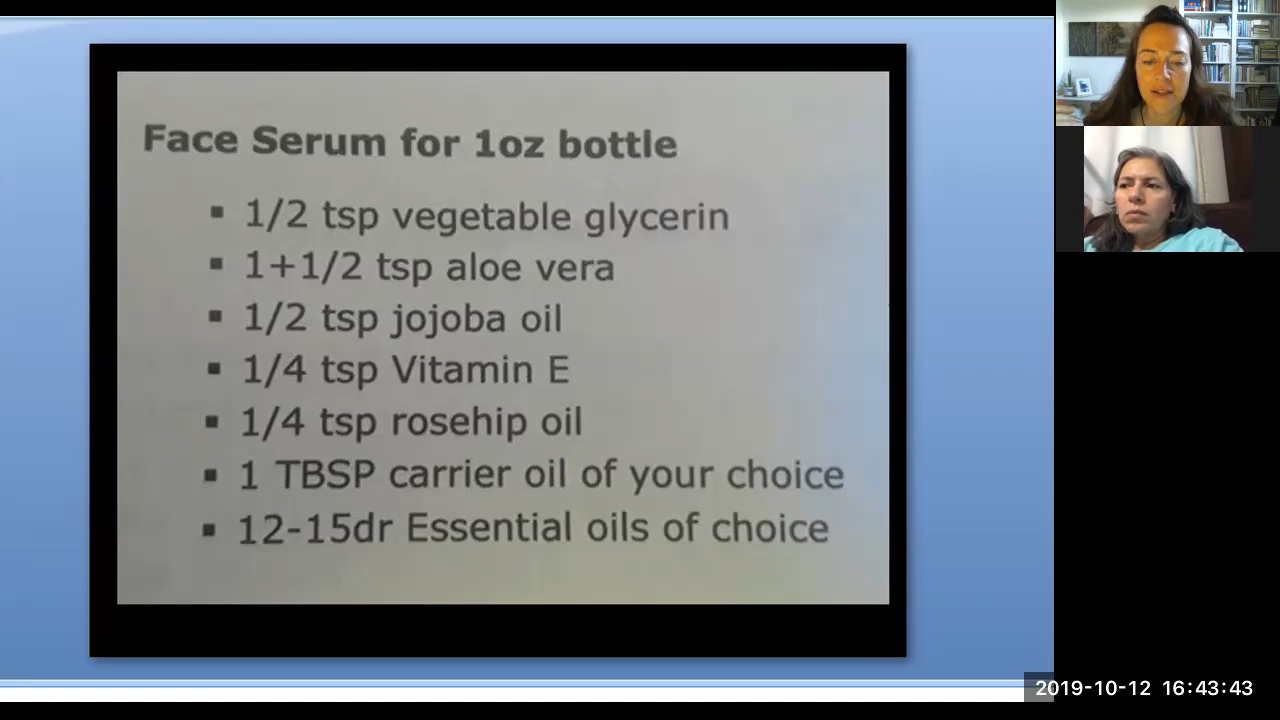 Face Serum for 1oz bottle
▪ 1/2 tsp vegetable glycerin
▪ 1+1/2 tsp aloe vera
▪ 1/2 tsp jojoba oil
▪ 1/4 tsp Vitamin E
▪ 1/4 tsp rosehip oil
▪ 1 TBSP carrier oil of your choice
▪ 12-15dr Essential oils of choice
2019-10-12 16:43:43